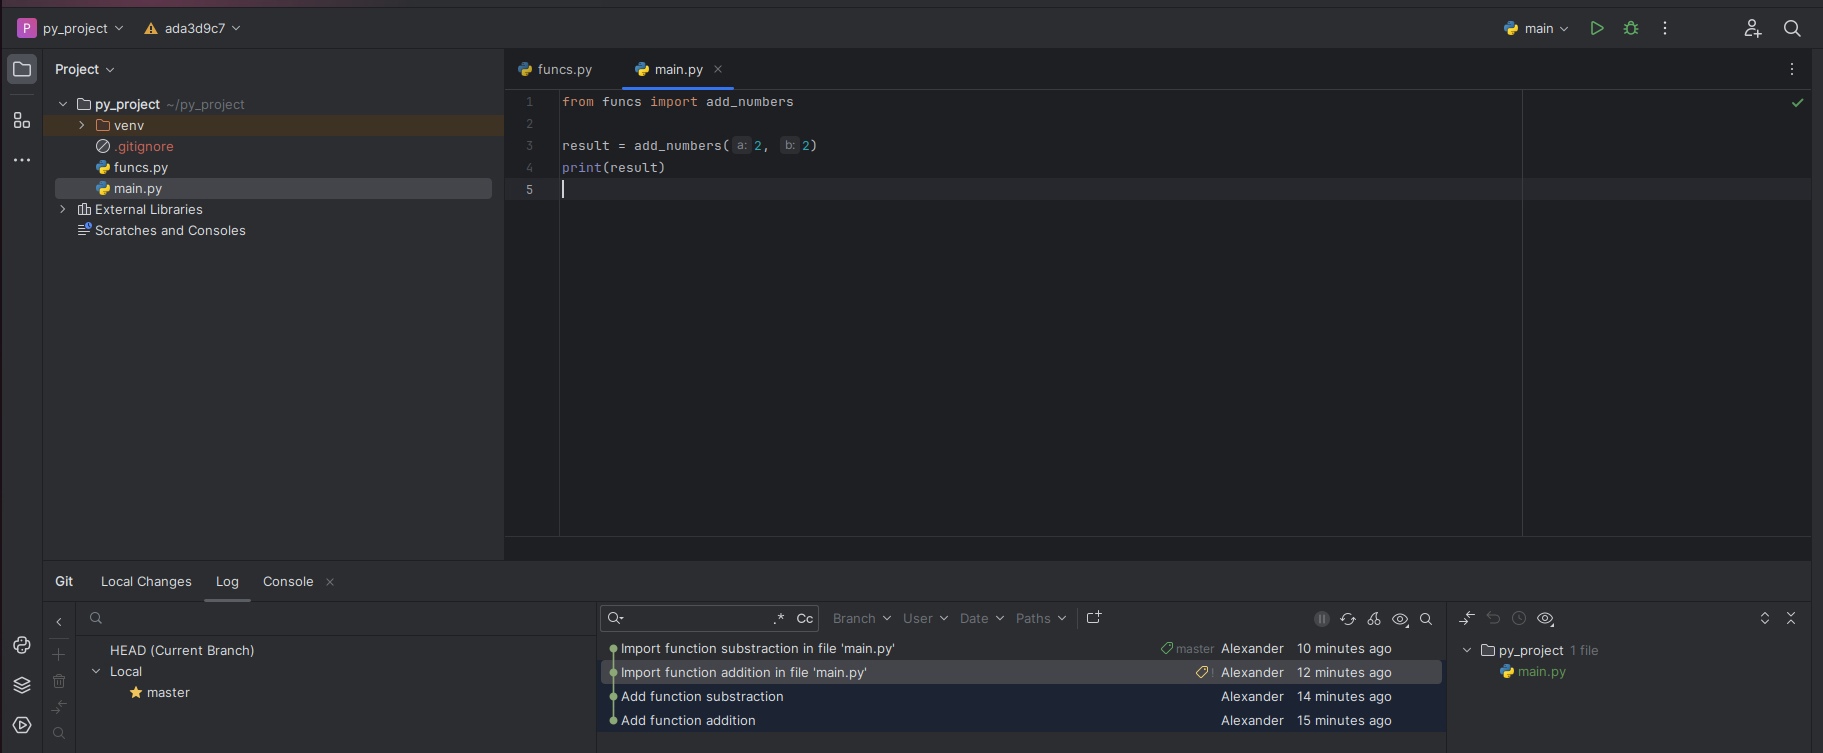 P py_project ada3d9c7 main
Project
funcs.py main.py
py_project ~/py_project
venv
.gitignore
funcs.py
main.py
External Libraries
Scratches and Consoles
1 from funcs import add_numbers
2
3 result = add_numbers( a: 2, b: 2)
4 print(result)
5
Git Local Changes Log Console
.* Cc Branch User Date Paths
HEAD (Current Branch)
Local
master
Import function substraction in file 'main.py' master Alexander 10 minutes ago
Import function addition in file 'main.py' ! Alexander 12 minutes ago
Add function substraction Alexander 14 minutes ago
Add function addition Alexander 15 minutes ago
py_project 1 file
main.py